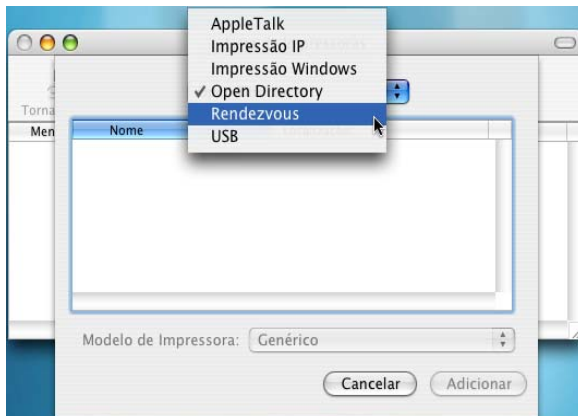 AppleTalk
Impressão IP
Impressão Windows
✓ Open Directory
Rendezvous
USB
Torna
Men
Nome
Modelo de Impressora: Genérico
Cancelar Adicionar